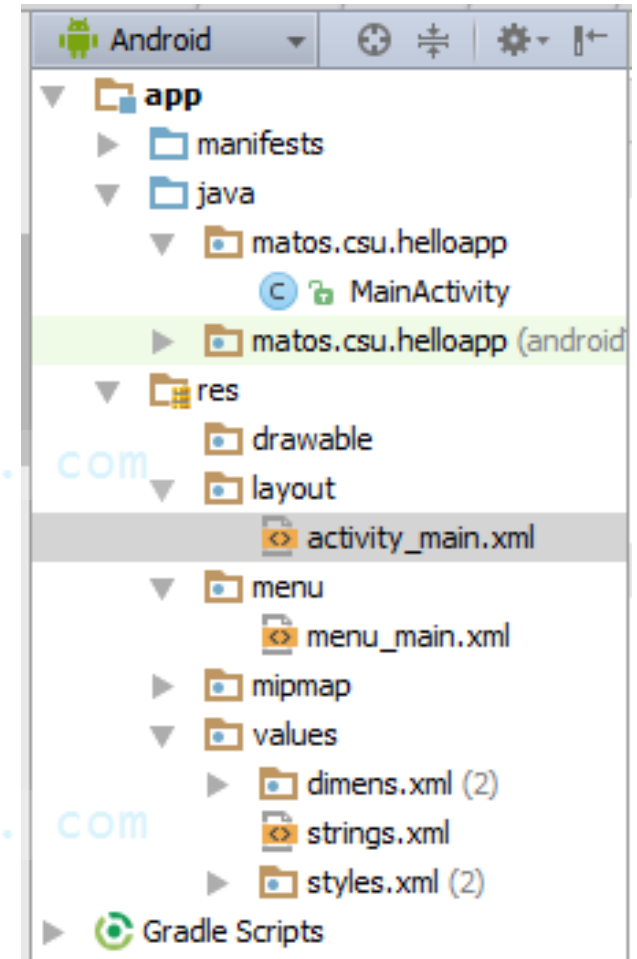 Android
app
manifests
java
matos.csu.helloapp
C MainActivity
matos.csu.helloapp (android
res
drawable
. com
layout
activity_main.xml
menu
menu_main.xml
mipmap
values
dimens.xml (2)
. com
strings.xml
styles.xml (2)
Gradle Scripts